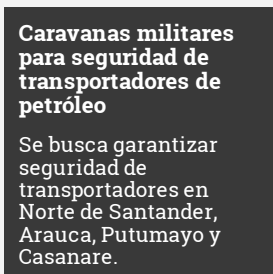 Caravanas militares
para seguridad de
transportadores de
petróleo
Se busca garantizar
seguridad de
transportadores en
Norte de Santander,
Arauca, Putumayo y
Casanare.